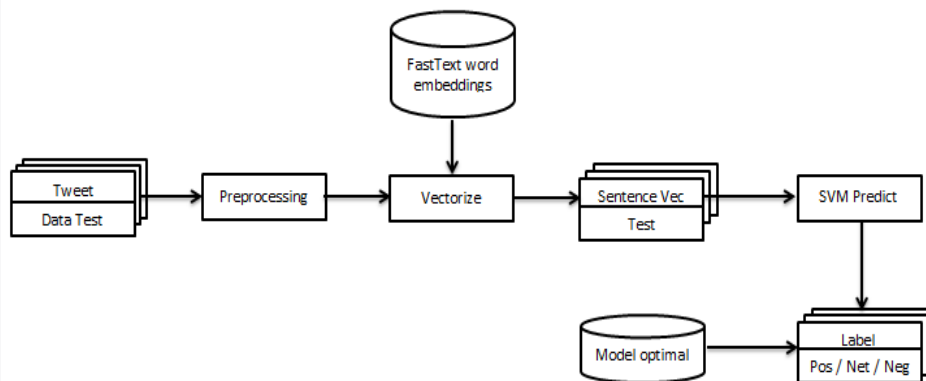 FastText word
embeddings
Tweet
Data Test
Preprocessing
Vectorize
Sentence Vec
Test
SVM Predict
Model optimal
Label
Pos / Net / Neg